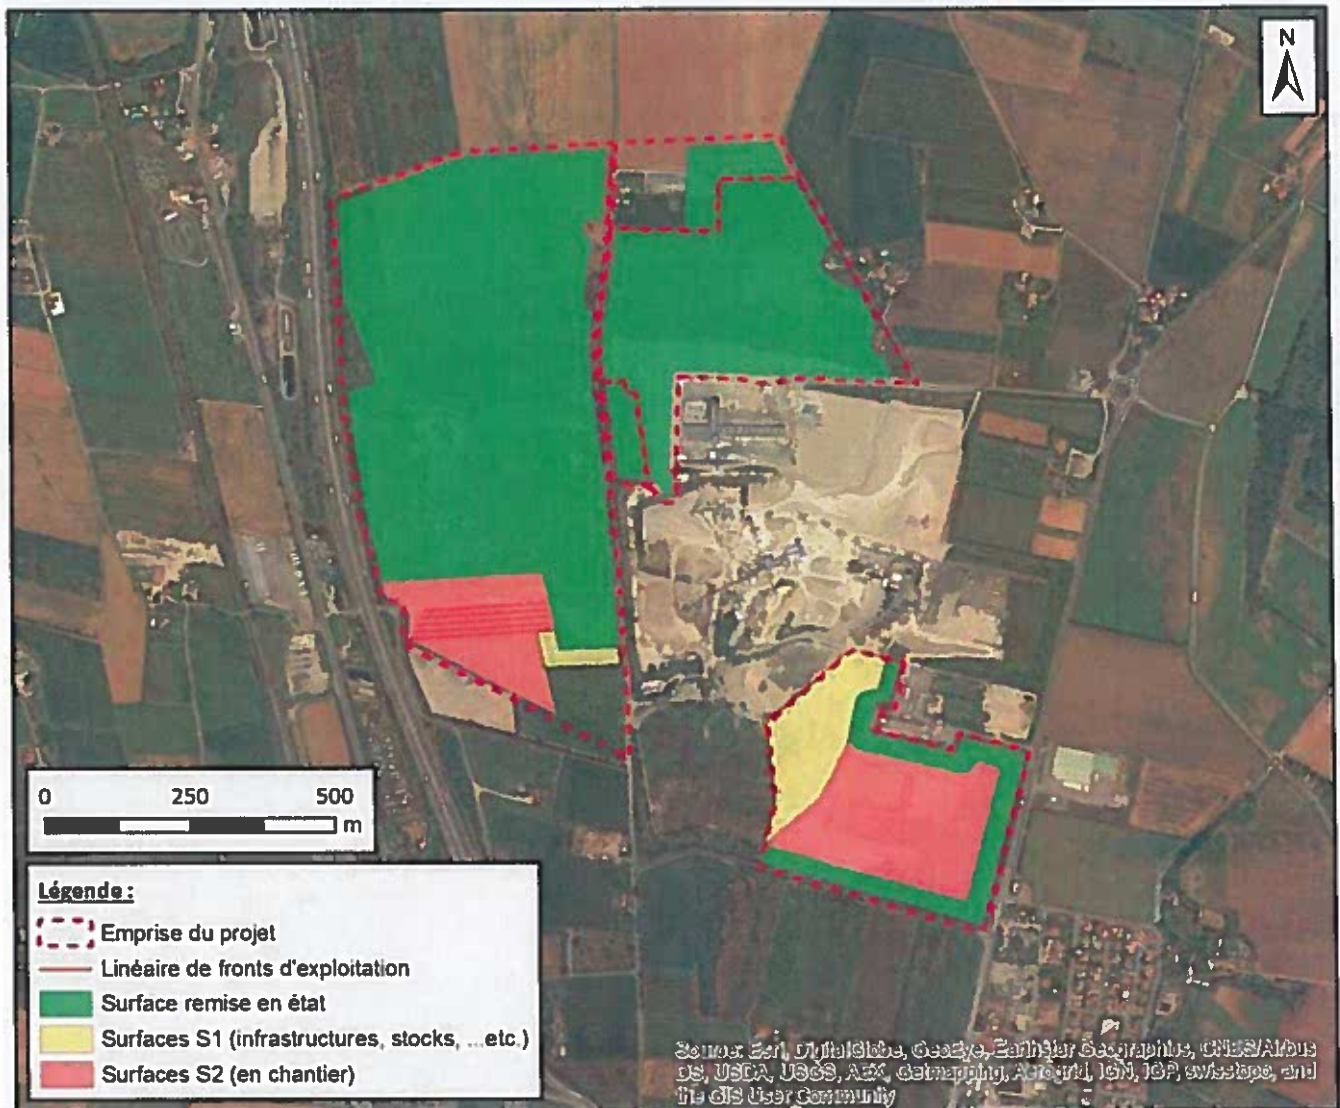 N
0 250 500
m
Légende :
Emprise du projet
Linéaire de fronts d'exploitation
Surface remise en état
Surfaces S1 (infrastructures, stocks, ...etc.)
Surfaces S2 (en chantier)
Source: Esri, DigitalGlobe, GeoEye, Earthstar Geographics, CNES/Airbus
DS, USDA, USGS, AEX, Getmapping, Aerogrid, IGN, IGP, swisstopo, and
the GIS User Community